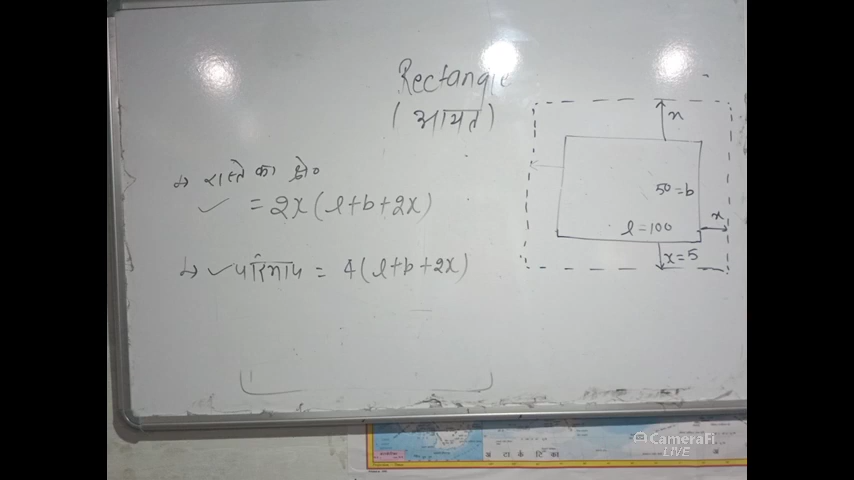 Rectangle
(आयत)
→ रास्ते का क्षे०
✓ = 2x(l+b+2x)
→ ✓ परिमाप = 4(l+b+2x)
x
50=b
x
l=100
x=5
CameraFi
LIVE
अं टा र्क टि का